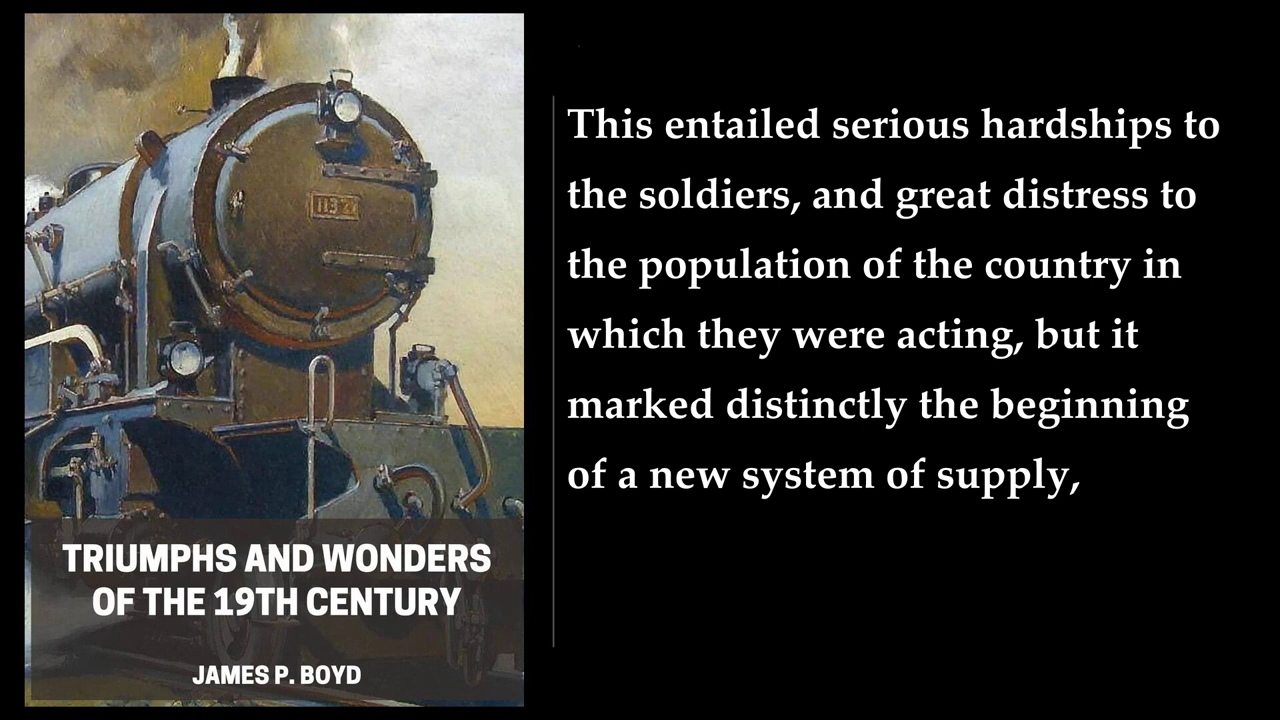 1132
TRIUMPHS AND WONDERS
OF THE 19TH CENTURY
JAMES P. BOYD
This entailed serious hardships to
the soldiers, and great distress to
the population of the country in
which they were acting, but it
marked distinctly the beginning
of a new system of supply,